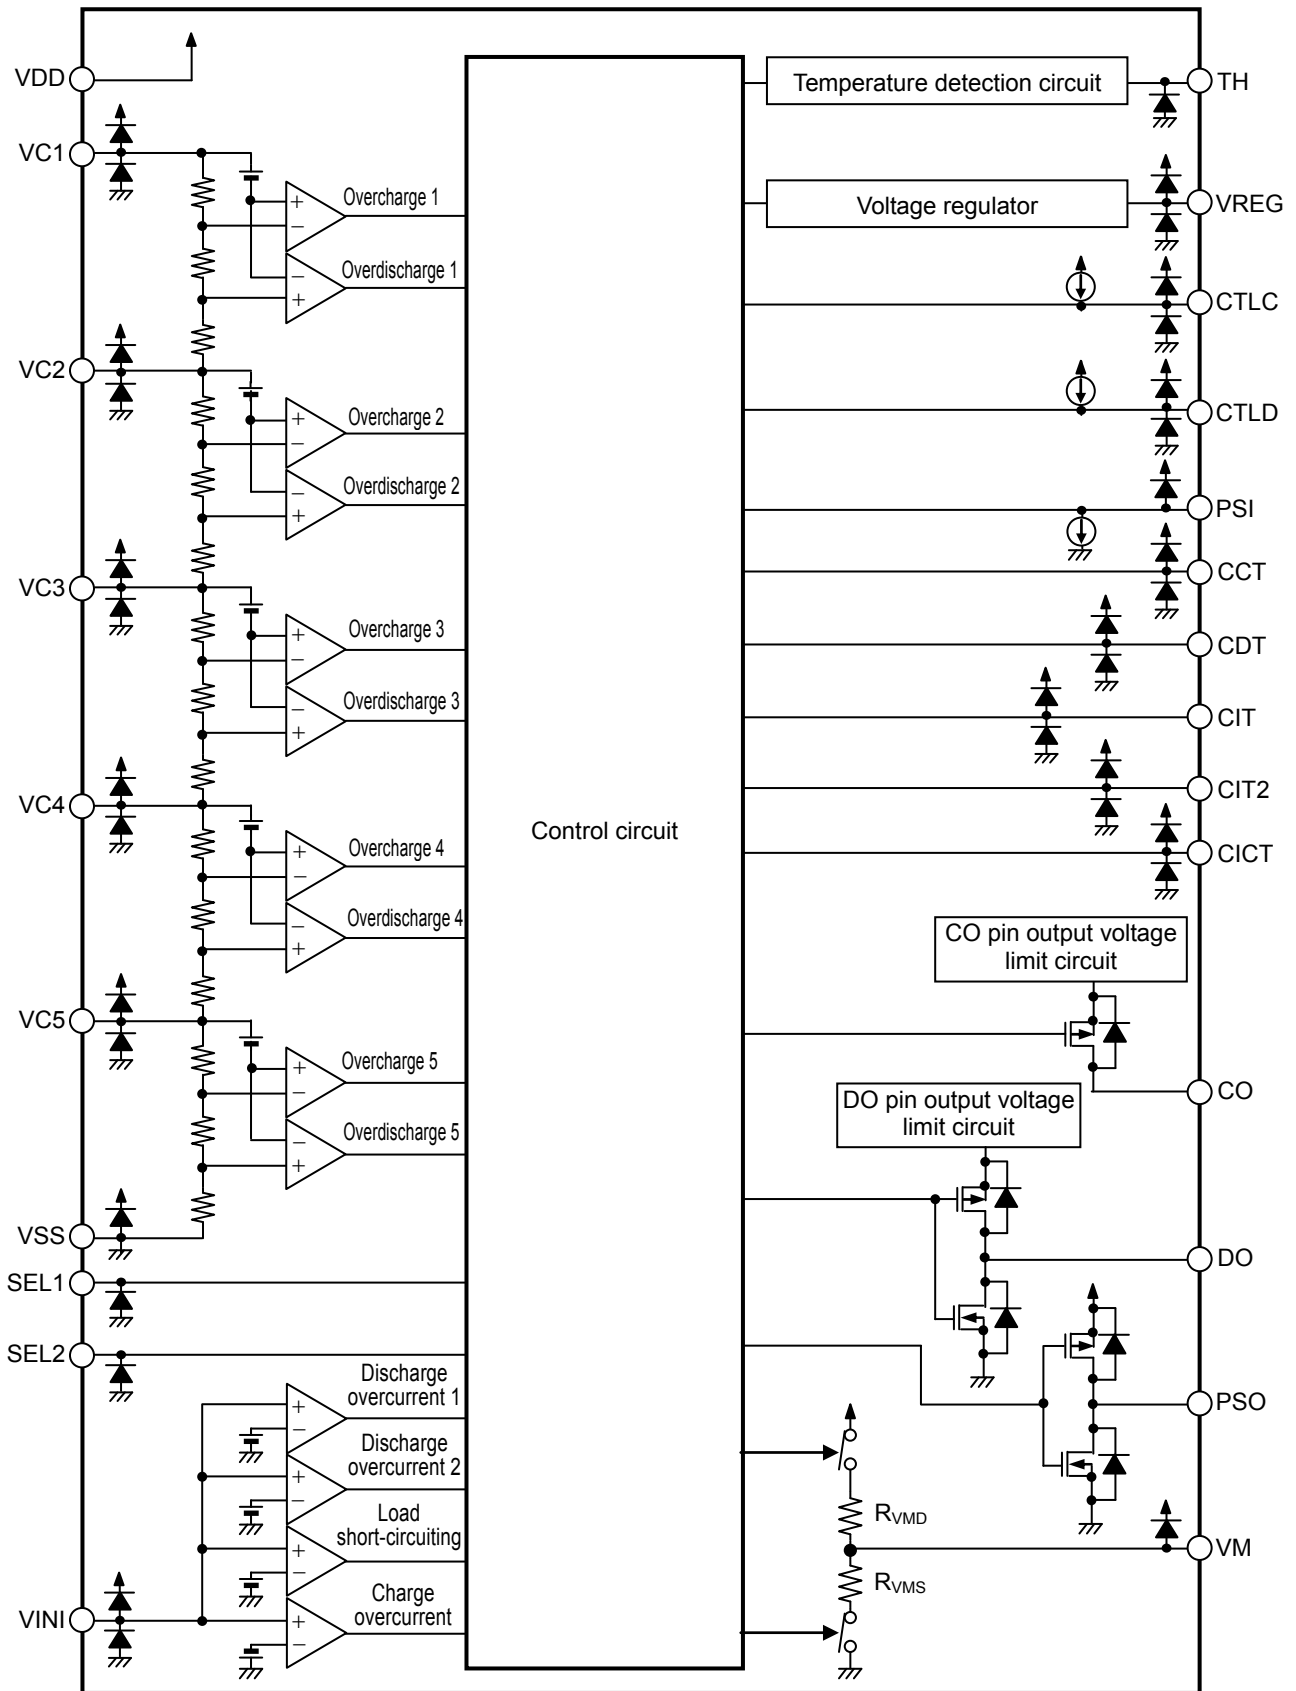 VDD
VC1
VC2
VC3
VC4
VC5
VSS
SEL1
SEL2
VINI
+
−
Overcharge 1
−
+
Overdischarge 1
+
−
Overcharge 2
−
+
Overdischarge 2
+
−
Overcharge 3
−
+
Overdischarge 3
+
−
Overcharge 4
−
+
Overdischarge 4
+
−
Overcharge 5
−
+
Overdischarge 5
+
−
Discharge
overcurrent 1
+
−
Discharge
overcurrent 2
+
−
Load
short-circuiting
+
−
Charge
overcurrent
Control circuit
Temperature detection circuit
Voltage regulator
CO pin output voltage
limit circuit
DO pin output voltage
limit circuit
RVMD
RVMS
TH
VREG
CTLC
CTLD
PSI
CCT
CDT
CIT
CIT2
CICT
CO
DO
PSO
VM